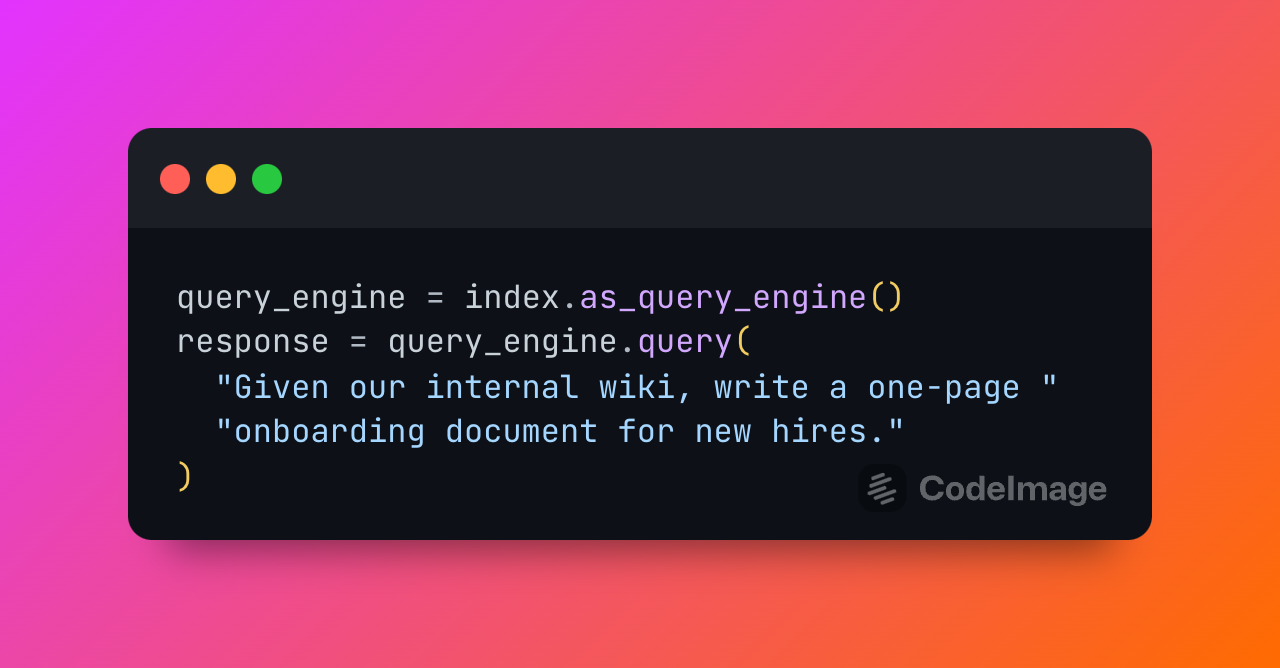 query_engine = index.as_query_engine()
response = query_engine.query(
  "Given our internal wiki, write a one-page "
  "onboarding document for new hires."
)
CodeImage